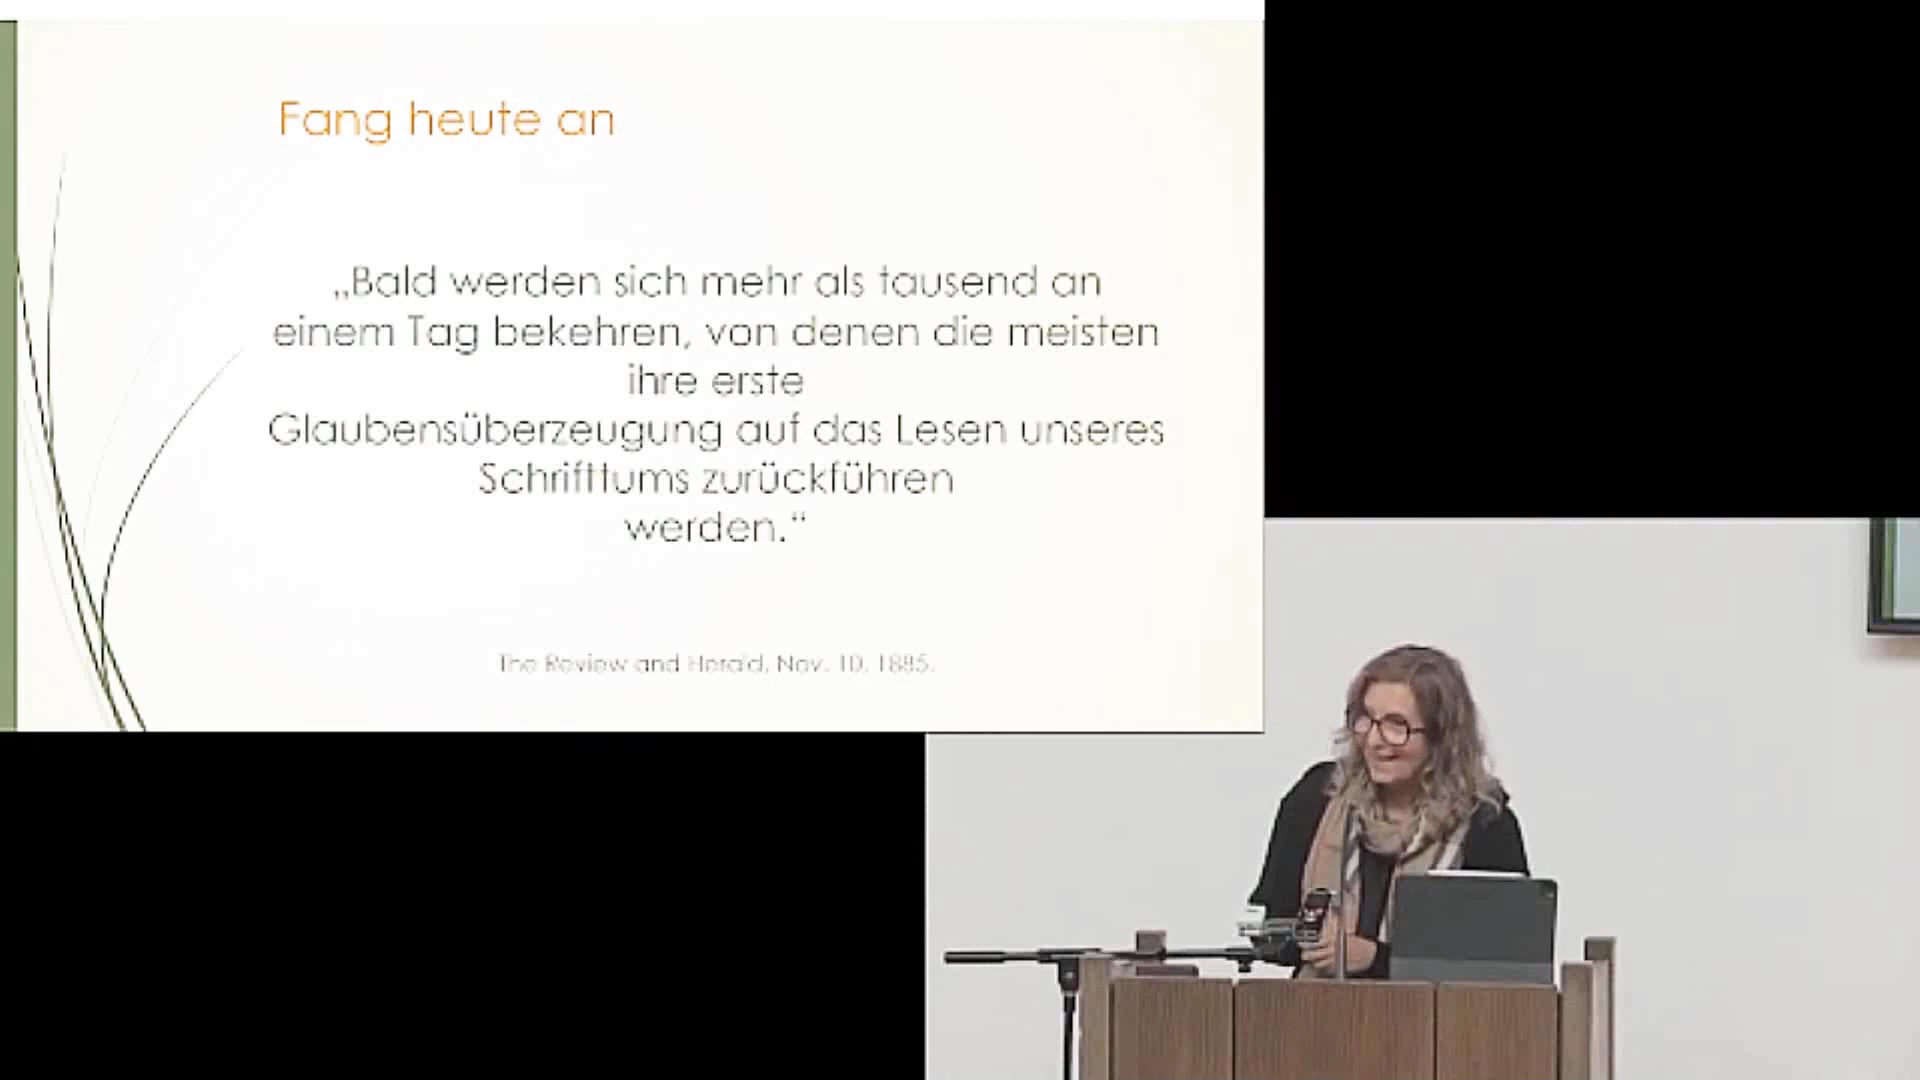 Fang heute an
„Bald werden sich mehr als tausend an
einem Tag bekehren, von denen die meisten
ihre erste
Glaubensüberzeugung auf das Lesen unseres
Schrifttums zurückführen
werden.“
The Review and Herald, Nov. 10, 1885.